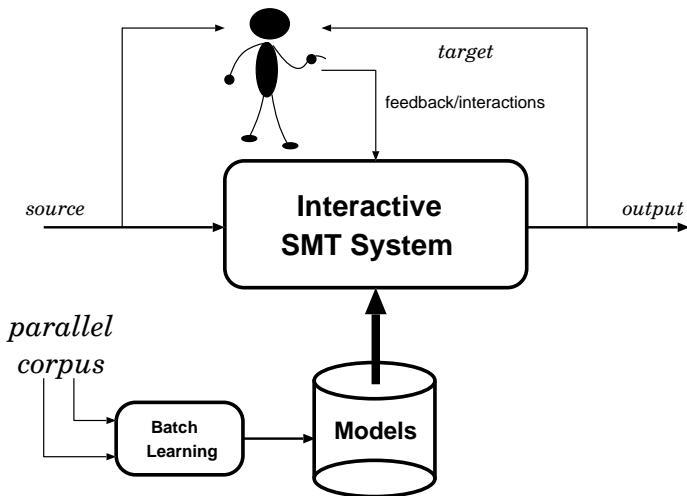 target
feedback/interactions
source
Interactive
SMT System
output
parallel
corpus
Batch
Learning
Models